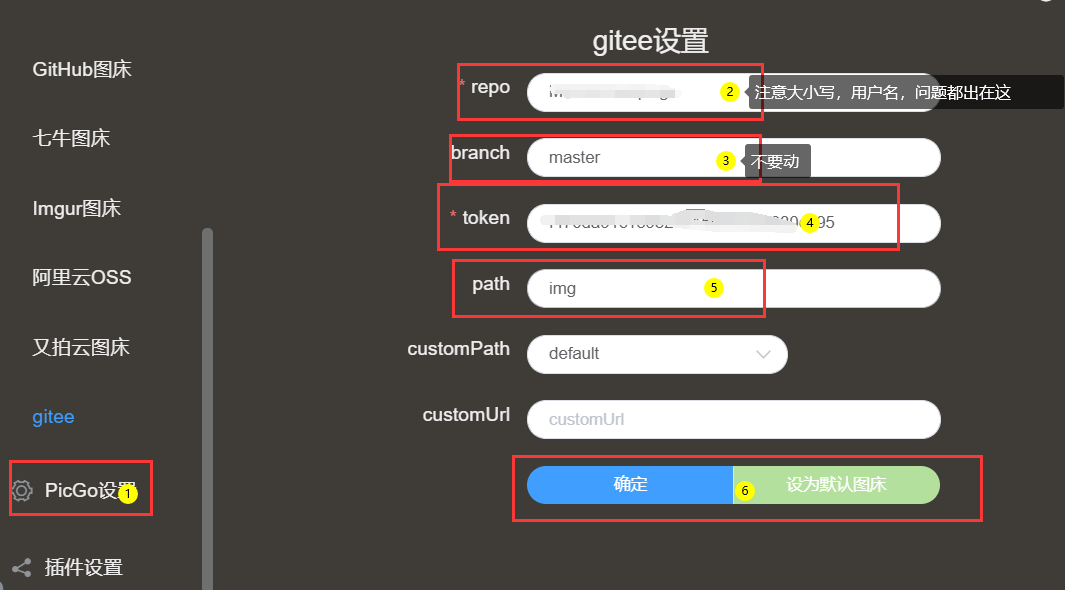 gitee设置
GitHub图床
七牛图床
Imgur图床
阿里云OSS
又拍云图床
gitee
PicGo设置
1
插件设置
* repo
2
注意大小写，用户名，问题都出在这
branch
master
3
不要动
* token
4
95
path
img
5
customPath
default
customUrl
customUrl
确定
6
设为默认图床